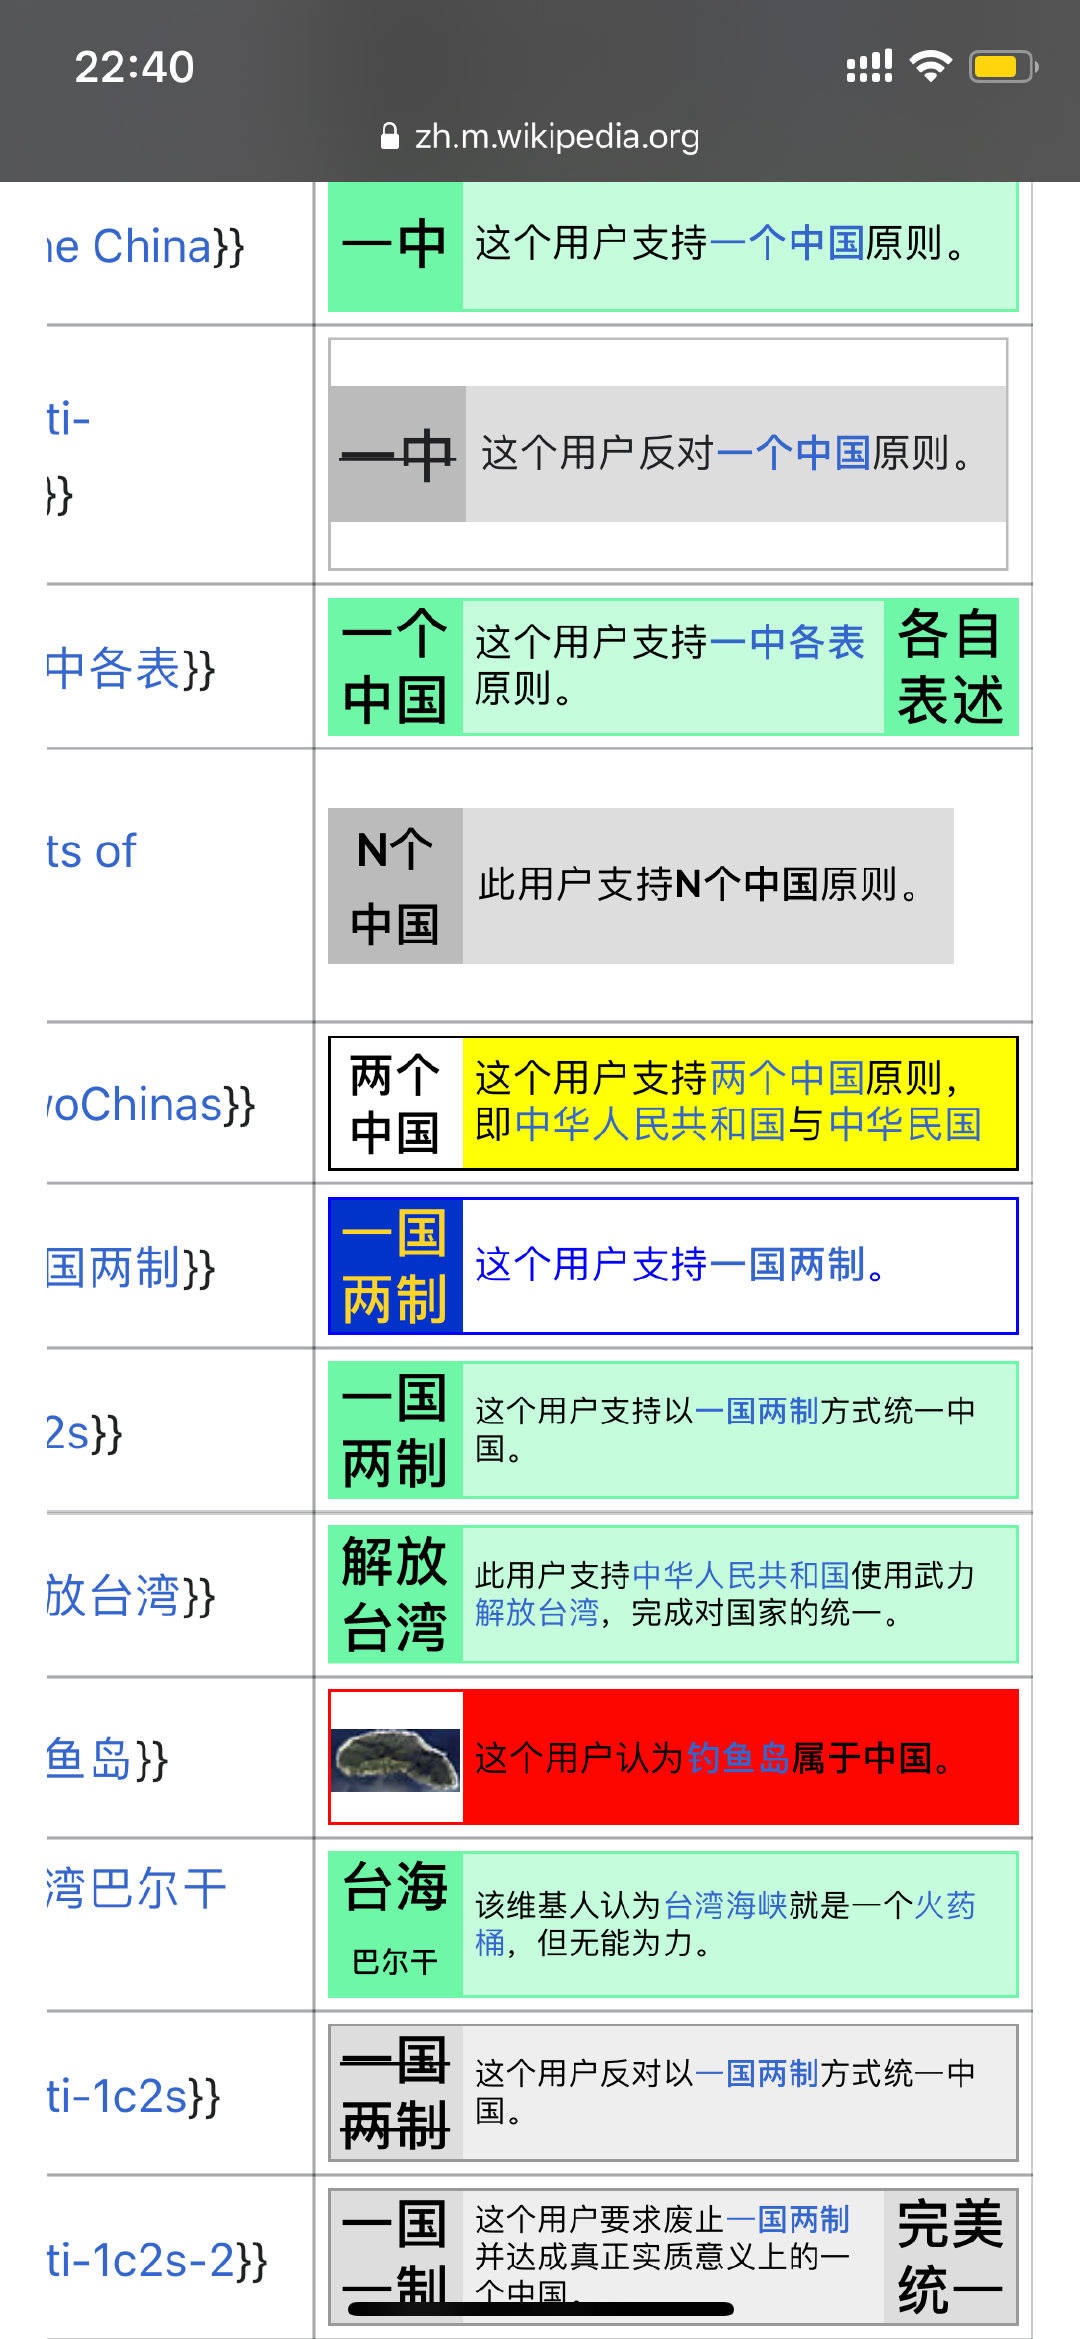 22:40
zh.m.wikipedia.org
ne China}}
一中
这个用户支持一个中国原则。
ti-
}}
一中
这个用户反对一个中国原则。
中各表}}
一个
中国
这个用户支持一中各表
原则。
各自
表述
ts of
N个
中国
此用户支持N个中国原则。
woChinas}}
两个
中国
这个用户支持两个中国原则，
即中华人民共和国与中华民国
国两制}}
一国
两制
这个用户支持一国两制。
2s}}
一国
两制
这个用户支持以一国两制方式统一中
国。
放台湾}}
解放
台湾
此用户支持中华人民共和国使用武力
解放台湾，完成对国家的统一。
鱼岛}}
这个用户认为钓鱼岛属于中国。
湾巴尔干
台海
巴尔干
该维基人认为台湾海峡就是一个火药
桶，但无能为力。
ti-1c2s}}
一国
两制
这个用户反对以一国两制方式统一中
国。
ti-1c2s-2}}
一国
一制
这个用户要求废止一国两制
并达成真正实质意义上的一
个中国。
完美
统一